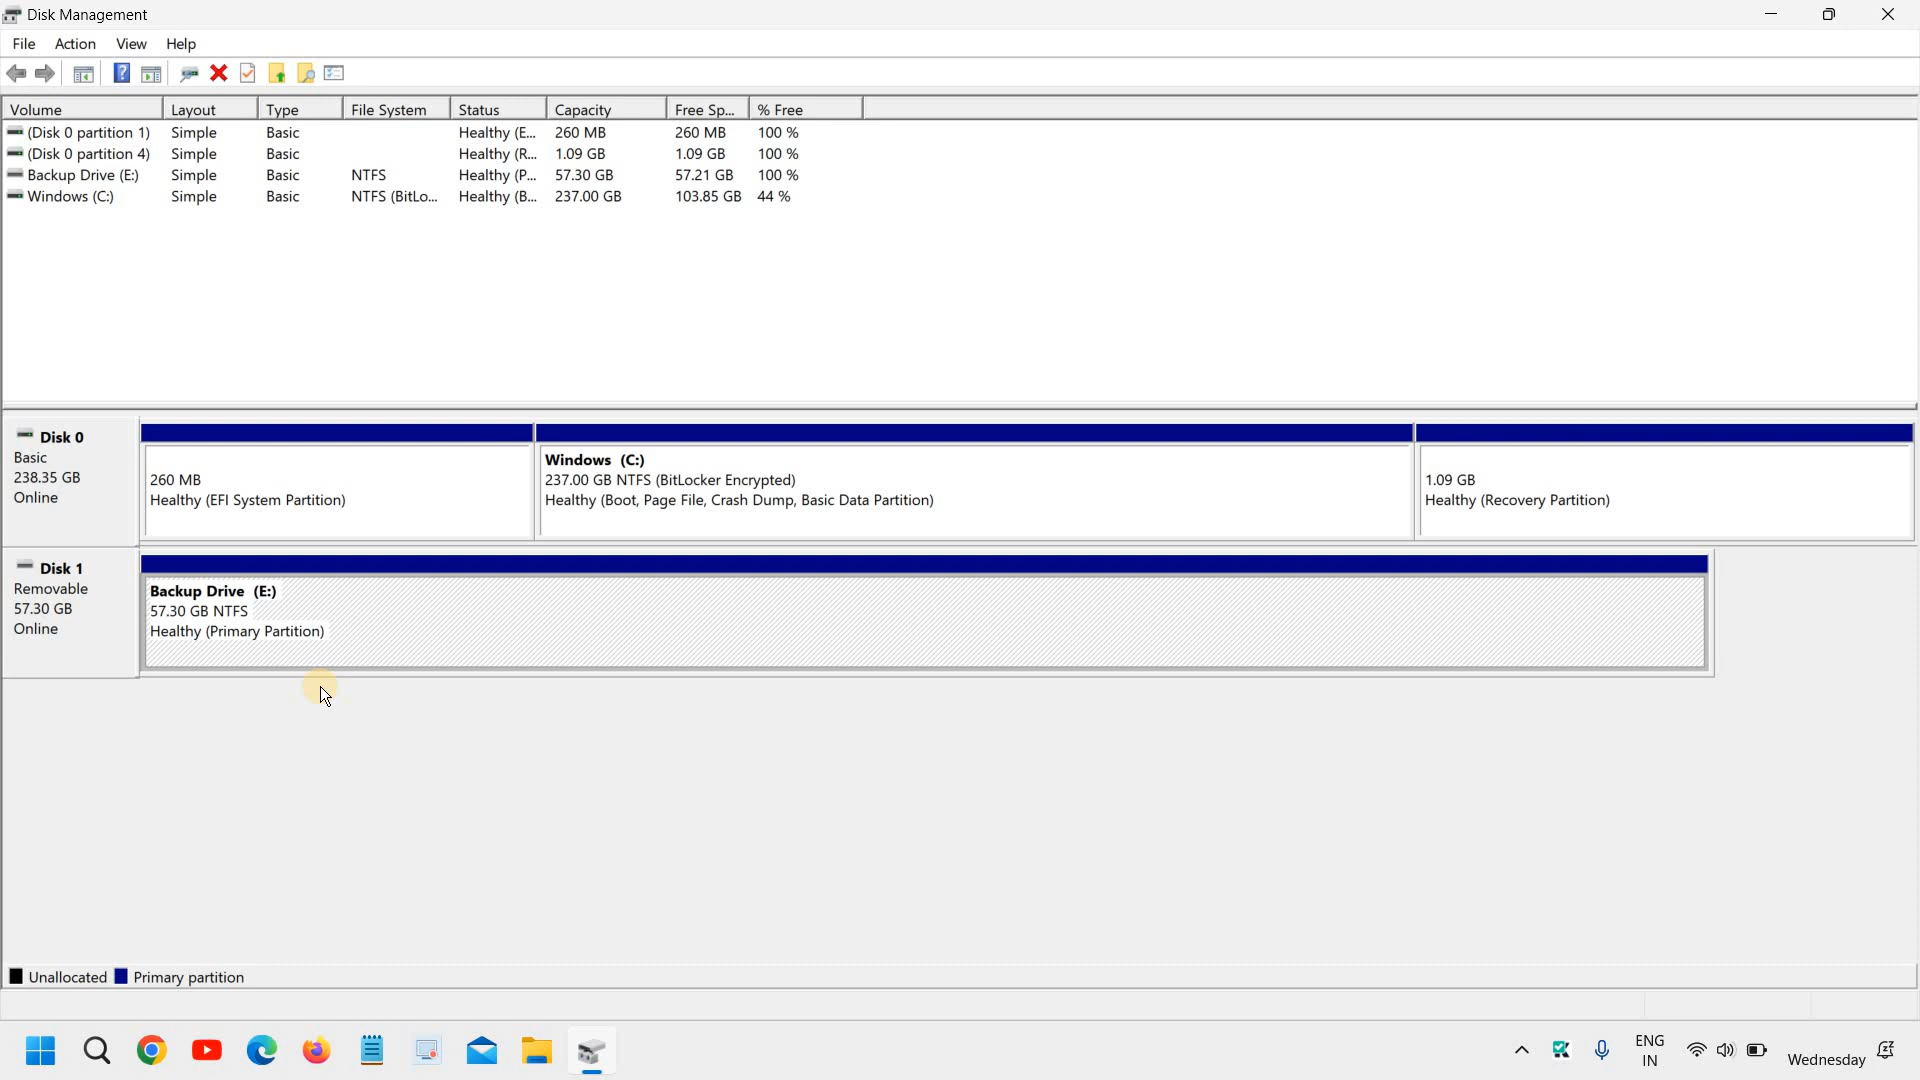 Disk Management
File Action View Help
Volume Layout Type File System Status Capacity Free Sp... % Free
(Disk 0 partition 1) Simple Basic Healthy (E... 260 MB 260 MB 100 %
(Disk 0 partition 4) Simple Basic Healthy (R... 1.09 GB 1.09 GB 100 %
Backup Drive (E:) Simple Basic NTFS Healthy (P... 57.30 GB 57.21 GB 100 %
Windows (C:) Simple Basic NTFS (BitLo... Healthy (B... 237.00 GB 103.85 GB 44 %
Disk 0
Basic
238.35 GB
Online
260 MB
Healthy (EFI System Partition)
Windows (C:)
237.00 GB NTFS (BitLocker Encrypted)
Healthy (Boot, Page File, Crash Dump, Basic Data Partition)
1.09 GB
Healthy (Recovery Partition)
Disk 1
Removable
57.30 GB
Online
Backup Drive (E:)
57.30 GB NTFS
Healthy (Primary Partition)
Unallocated Primary partition
ENG
IN
Wednesday